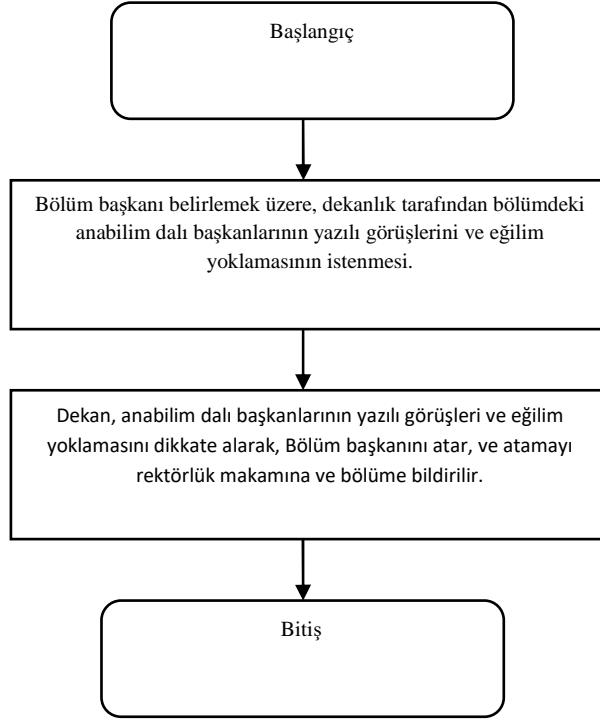 Başlangıç
Bölüm başkanı belirlemek üzere, dekanlık tarafından bölümdeki
anabilim dalı başkanlarının yazılı görüşlerini ve eğilim
yoklamasının istenmesi.
Dekan, anabilim dalı başkanlarının yazılı görüşleri ve eğilim
yoklamasını dikkate alarak, Bölüm başkanını atar, ve atamayı
rektörlük makamına ve bölüme bildirilir.
Bitiş